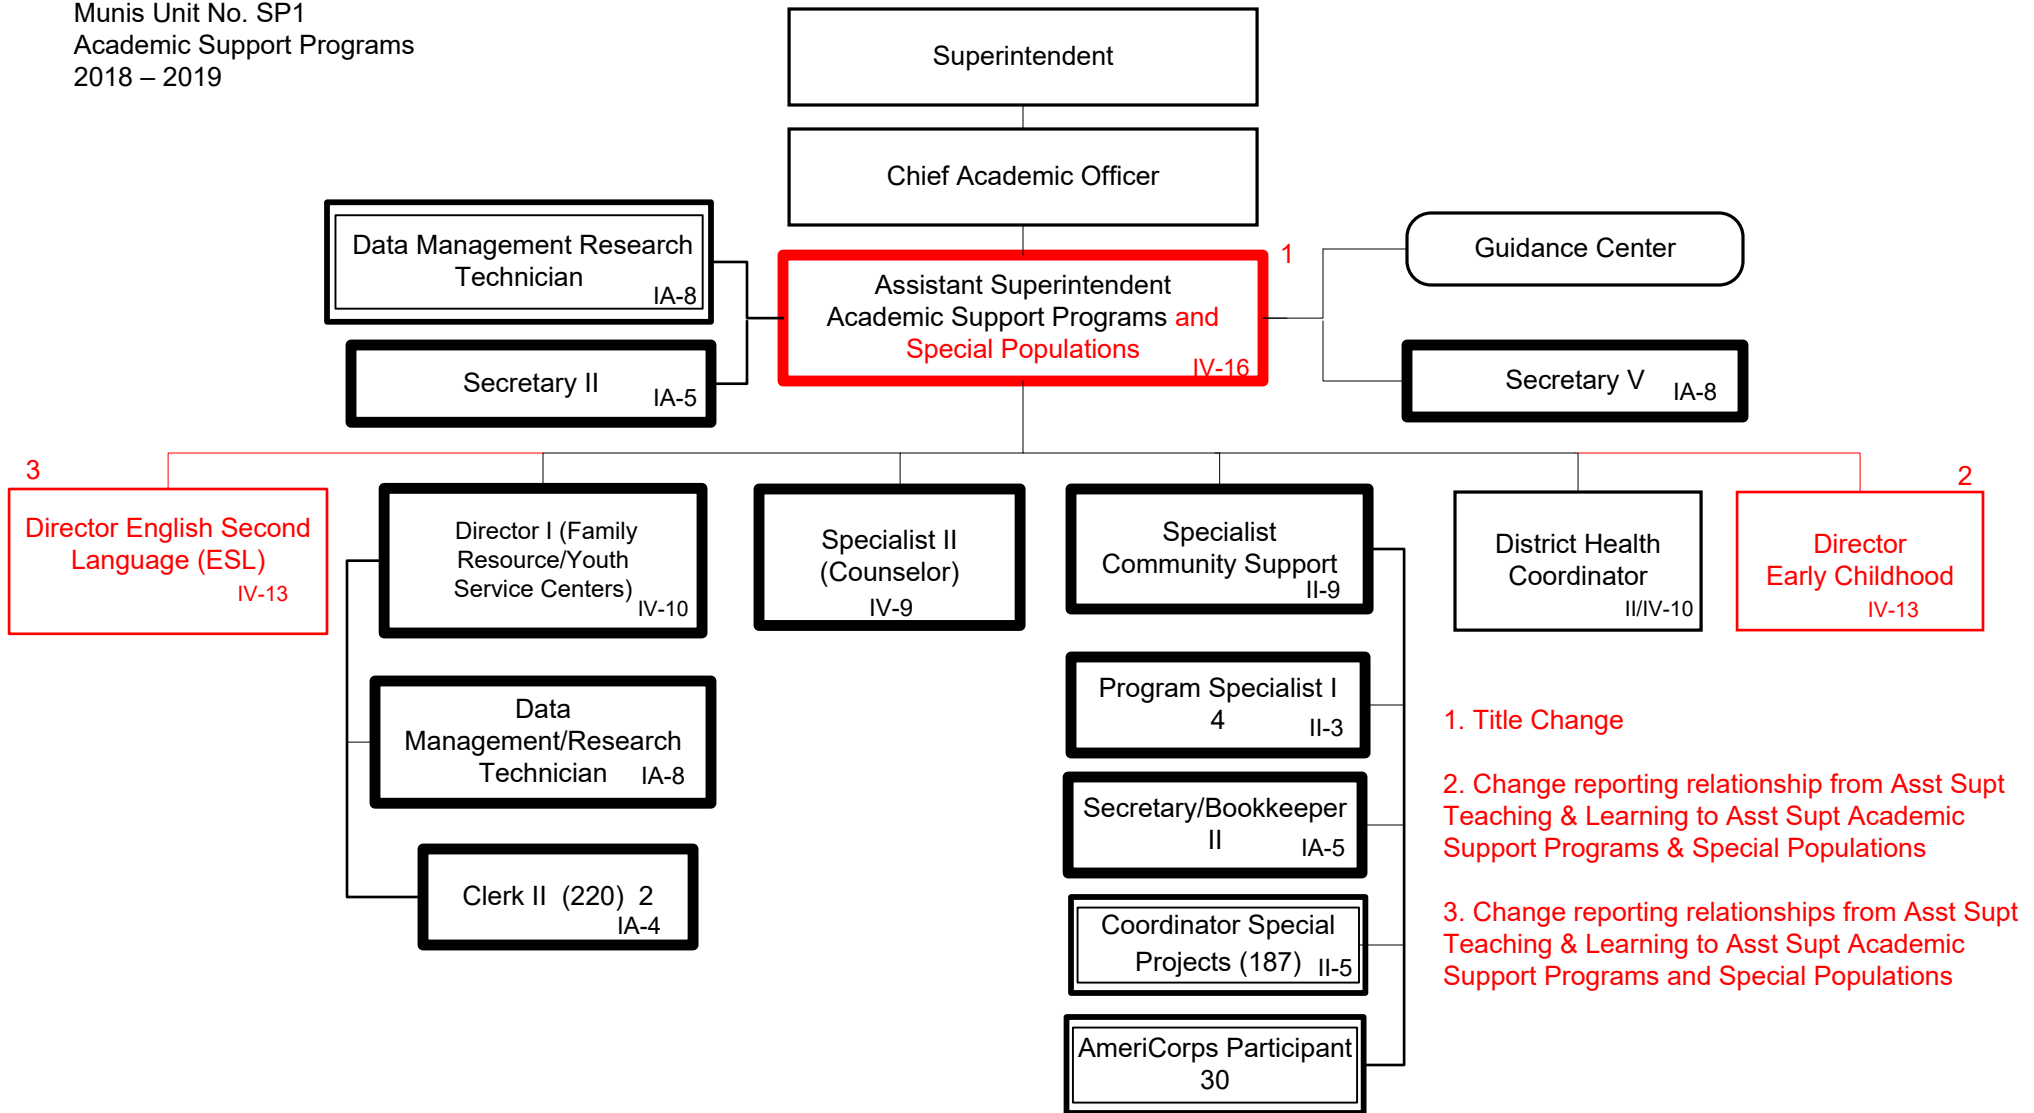 Munis Unit No. SP1
Academic Support Programs
2018 – 2019
Superintendent
Chief Academic Officer
Data Management Research
Technician
IA-8
Secretary II
IA-5
1
Assistant Superintendent
Academic Support Programs and
Special Populations
IV-16
Guidance Center
Secretary V
IA-8
3
Director English Second
Language (ESL)
IV-13
Director I (Family
Resource/Youth
Service Centers)
IV-10
Specialist II
(Counselor)
IV-9
Specialist
Community Support
II-9
District Health
Coordinator
II/IV-10
2
Director
Early Childhood
IV-13
Data
Management/Research
Technician IA-8
Clerk II (220) 2
IA-4
Program Specialist I
4 II-3
Secretary/Bookkeeper
II IA-5
Coordinator Special
Projects (187) II-5
AmeriCorps Participant
30
1. Title Change
2. Change reporting relationship from Asst Supt
Teaching & Learning to Asst Supt Academic
Support Programs & Special Populations
3. Change reporting relationships from Asst Supt
Teaching & Learning to Asst Supt Academic
Support Programs and Special Populations